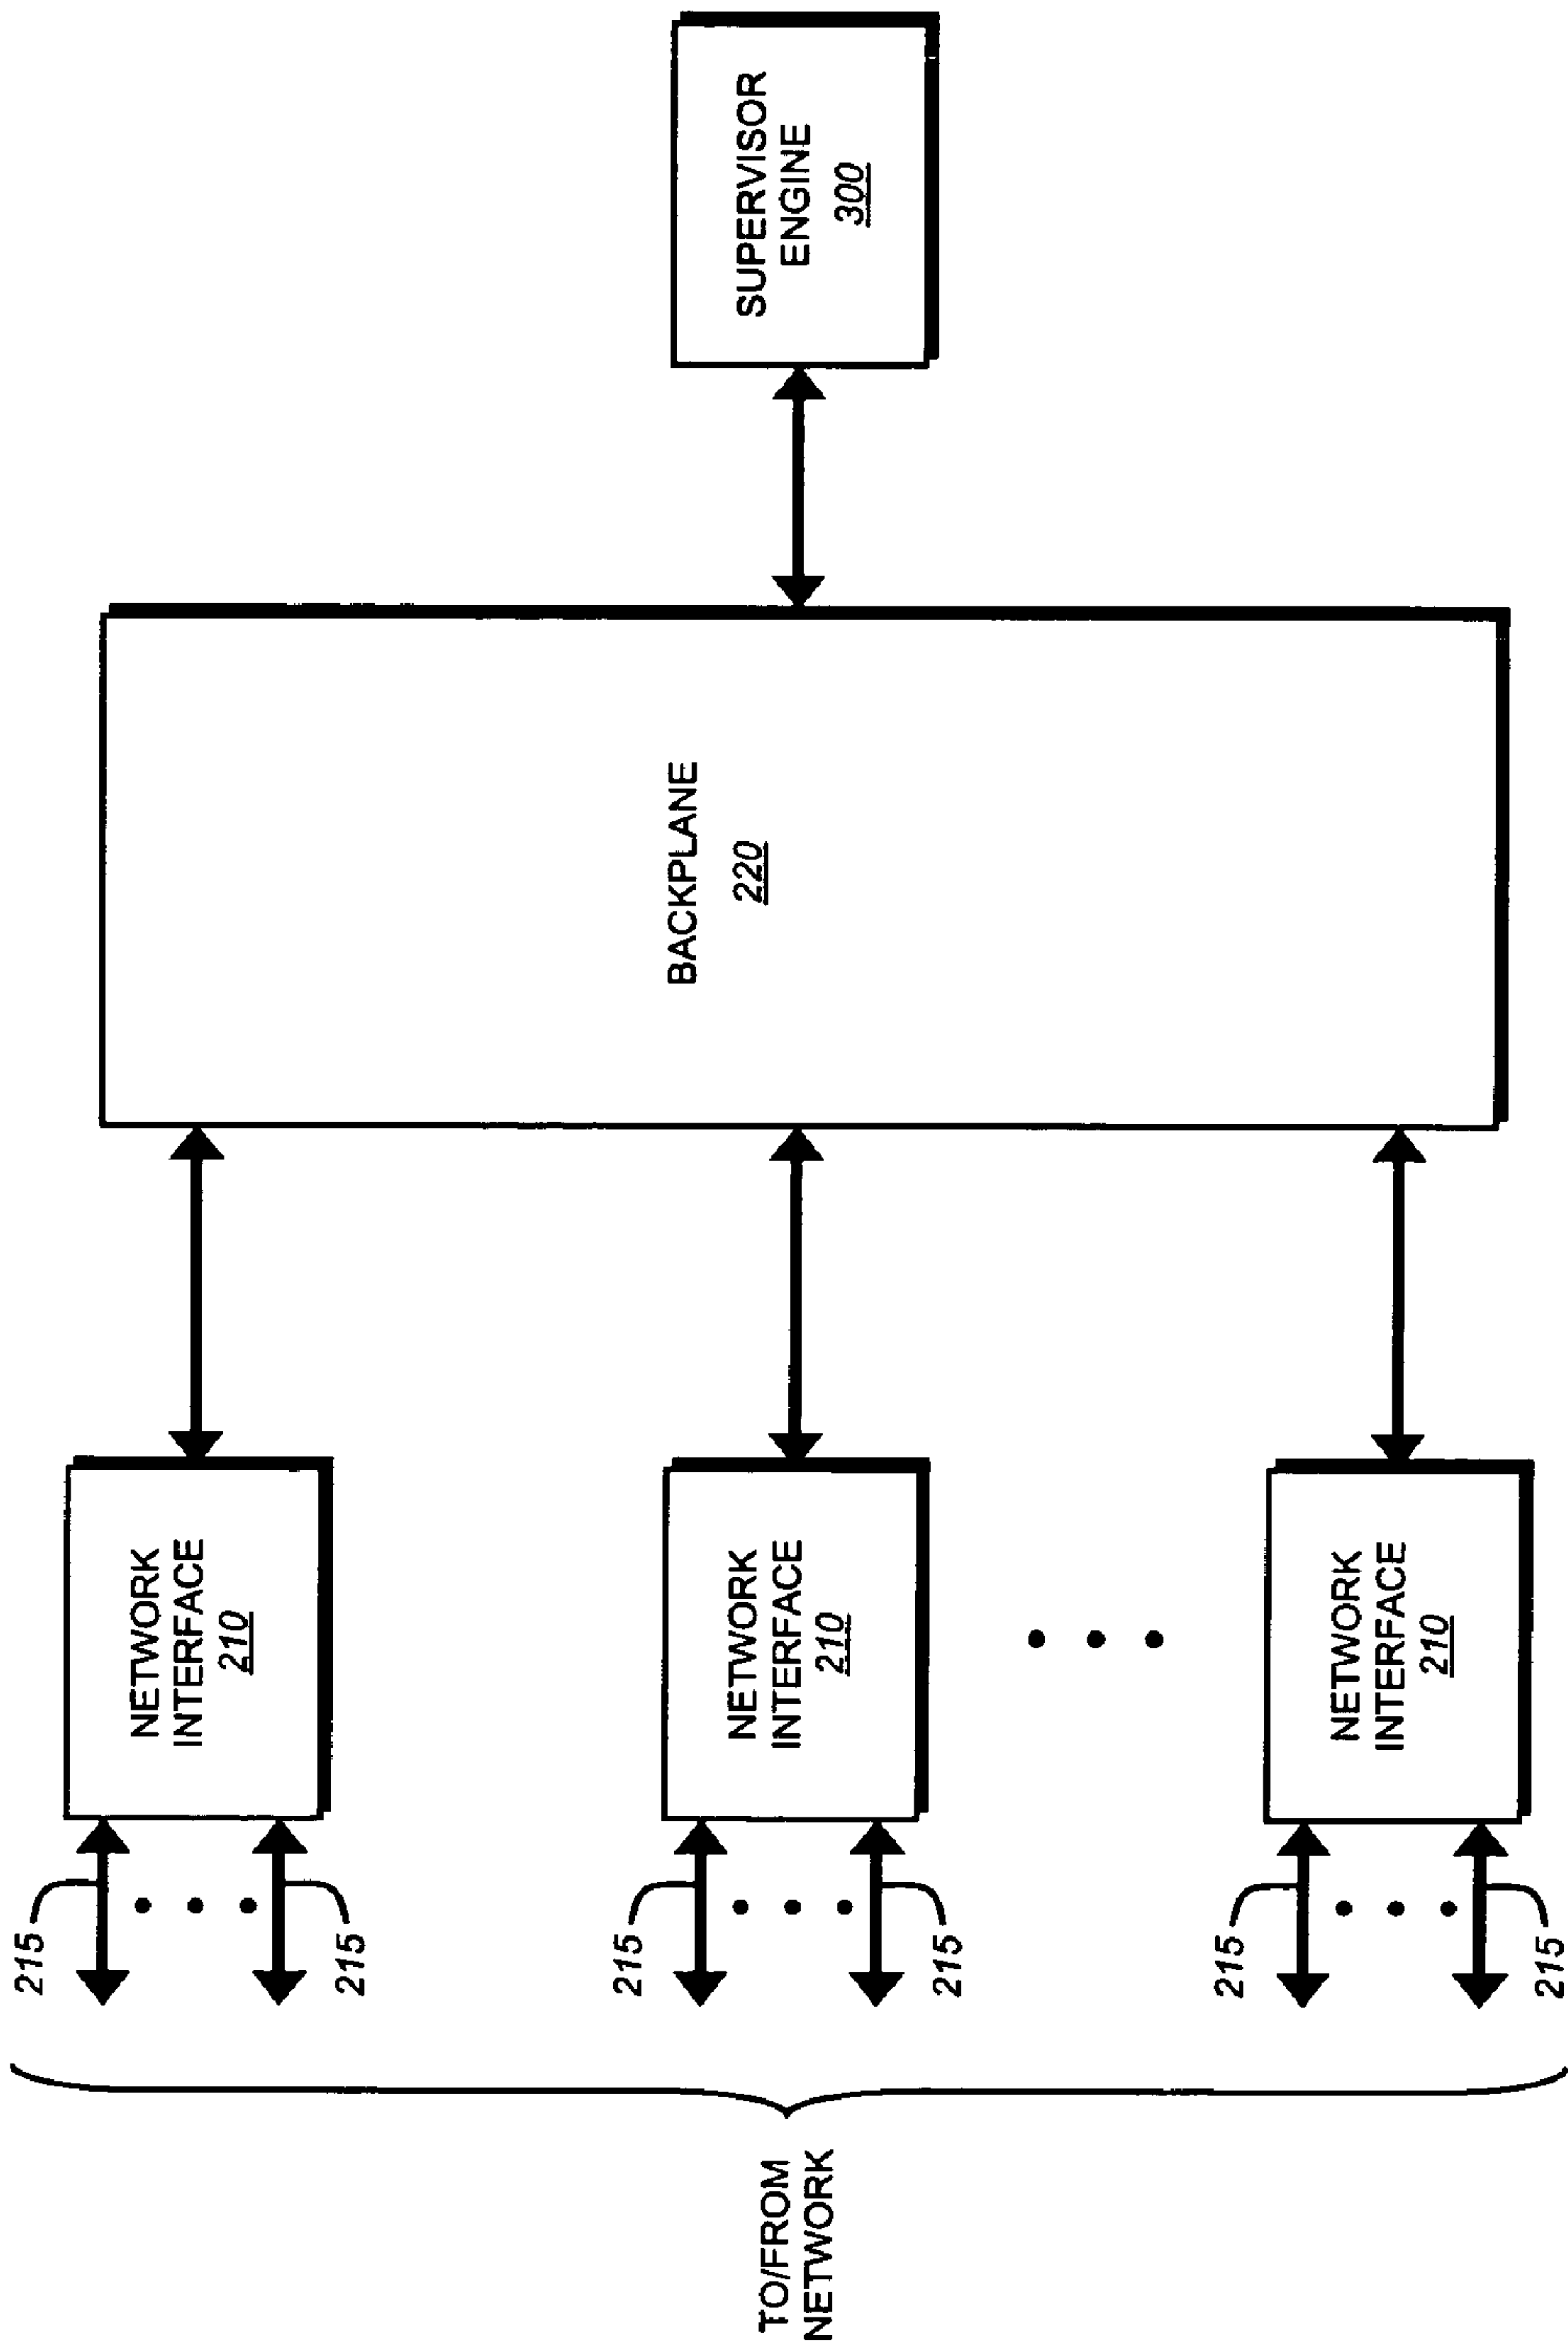 TO/FROM
NETWORK
215
215
NETWORK
INTERFACE
210
215
215
NETWORK
INTERFACE
210
215
215
NETWORK
INTERFACE
210
BACKPLANE
220
SUPERVISOR
ENGINE
300